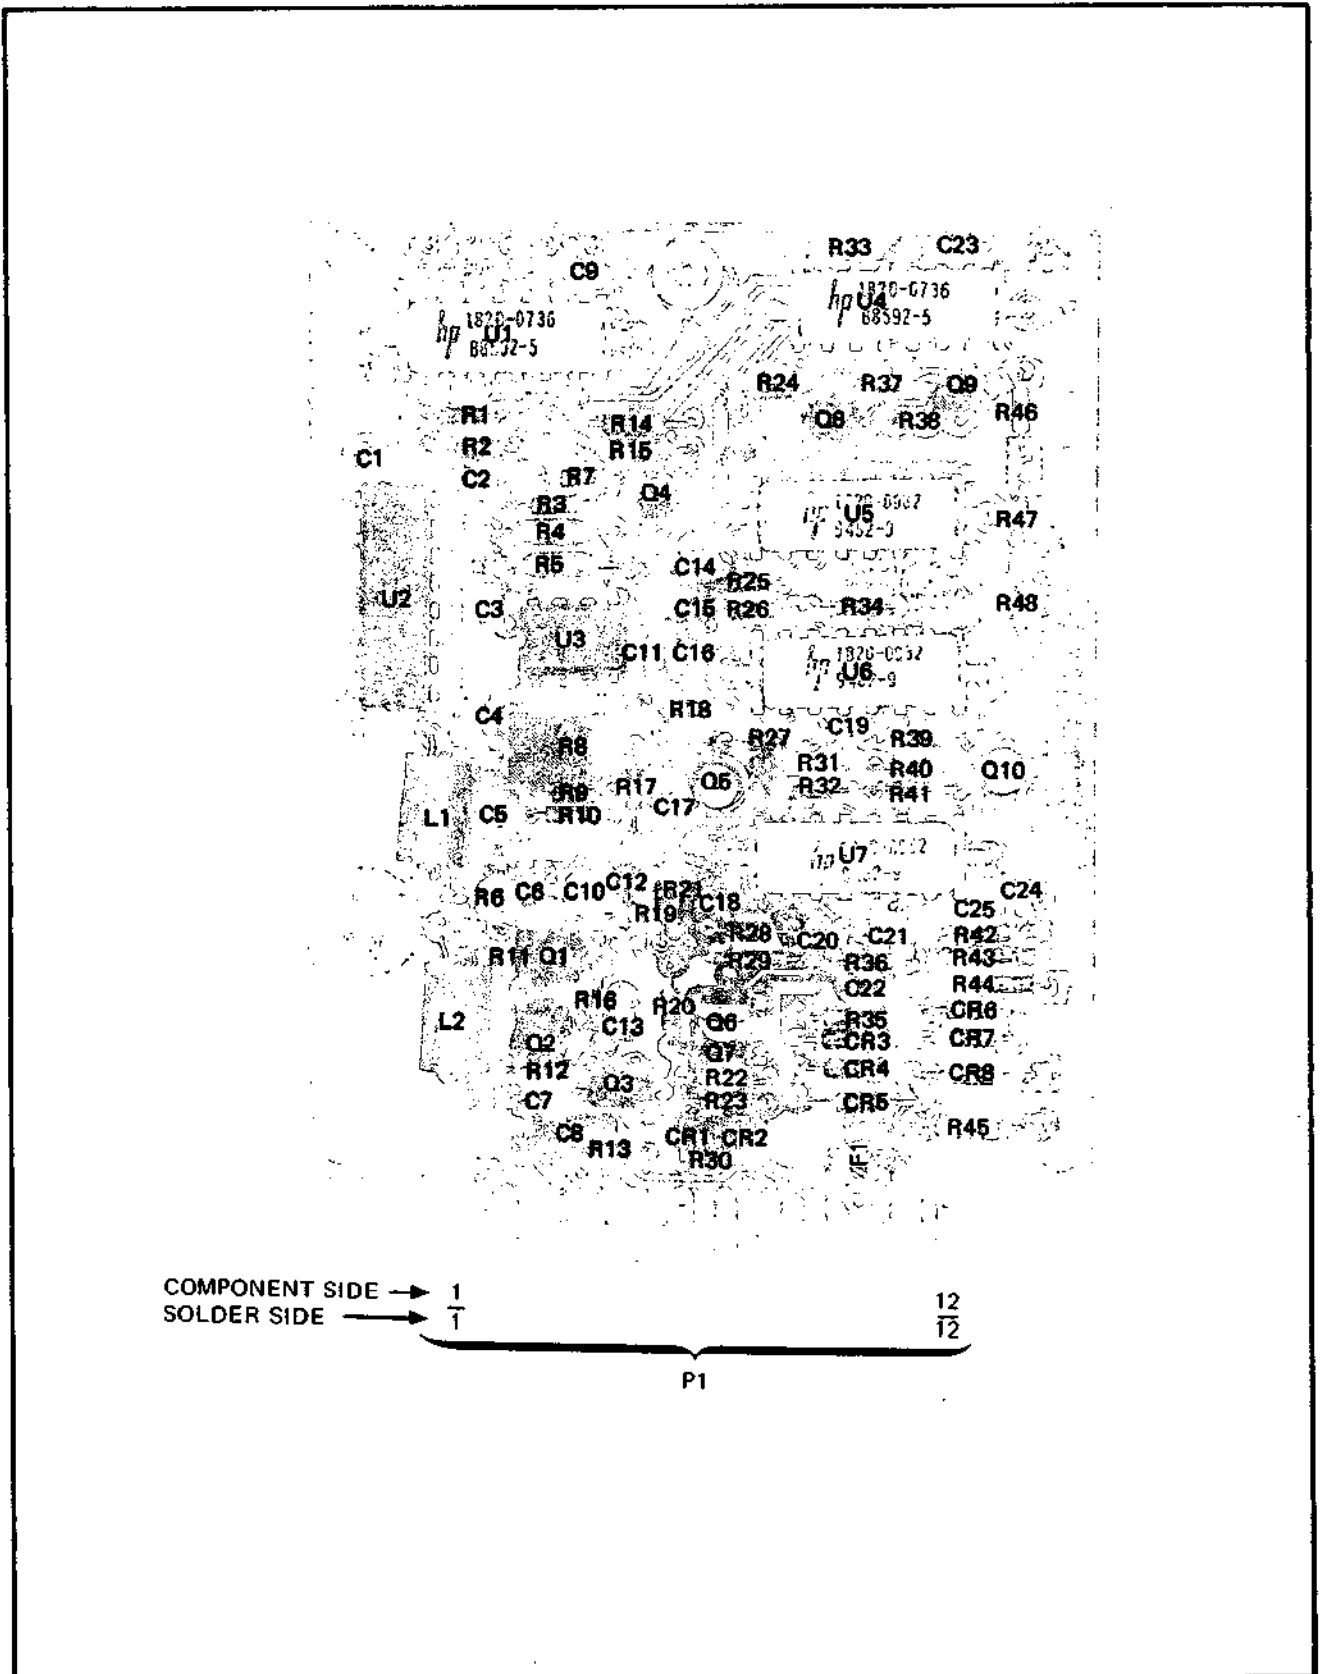 R33 C23
C9
hp 1820-0736
U4
B8592-5
hp 1820-0736
U1
R24 R37 Q9
R1 R14 Q8 R38 R46
R2 R15
C1
C2 R7 Q4
R3 U5 R47
R4
R5 C14
R25
U2 C3 C15 R26 R34 R48
U3 C11 C16
hp U6
C4 R18 C19
R8 R27 R39
R31 R40 Q10
R9 R17 Q5 R32 R41
L1 C5 R10 C17
hp U7
R6 C6 C10 C12 R21 C18 C24
R19 C25
R28 C20 C21 R42
R11 Q1 R29 R36 R43
C22 R44
R16 R20 CR6
L2 C13 Q6 R35
Q2 Q7 CR3 CR7
R12 Q3 R22 CR4 CR8
C7 R23 CR5
C8 R13 CR1 CR2 R45
R30 F1
COMPONENT SIDE → 1 12
SOLDER SIDE → 1 12
P1